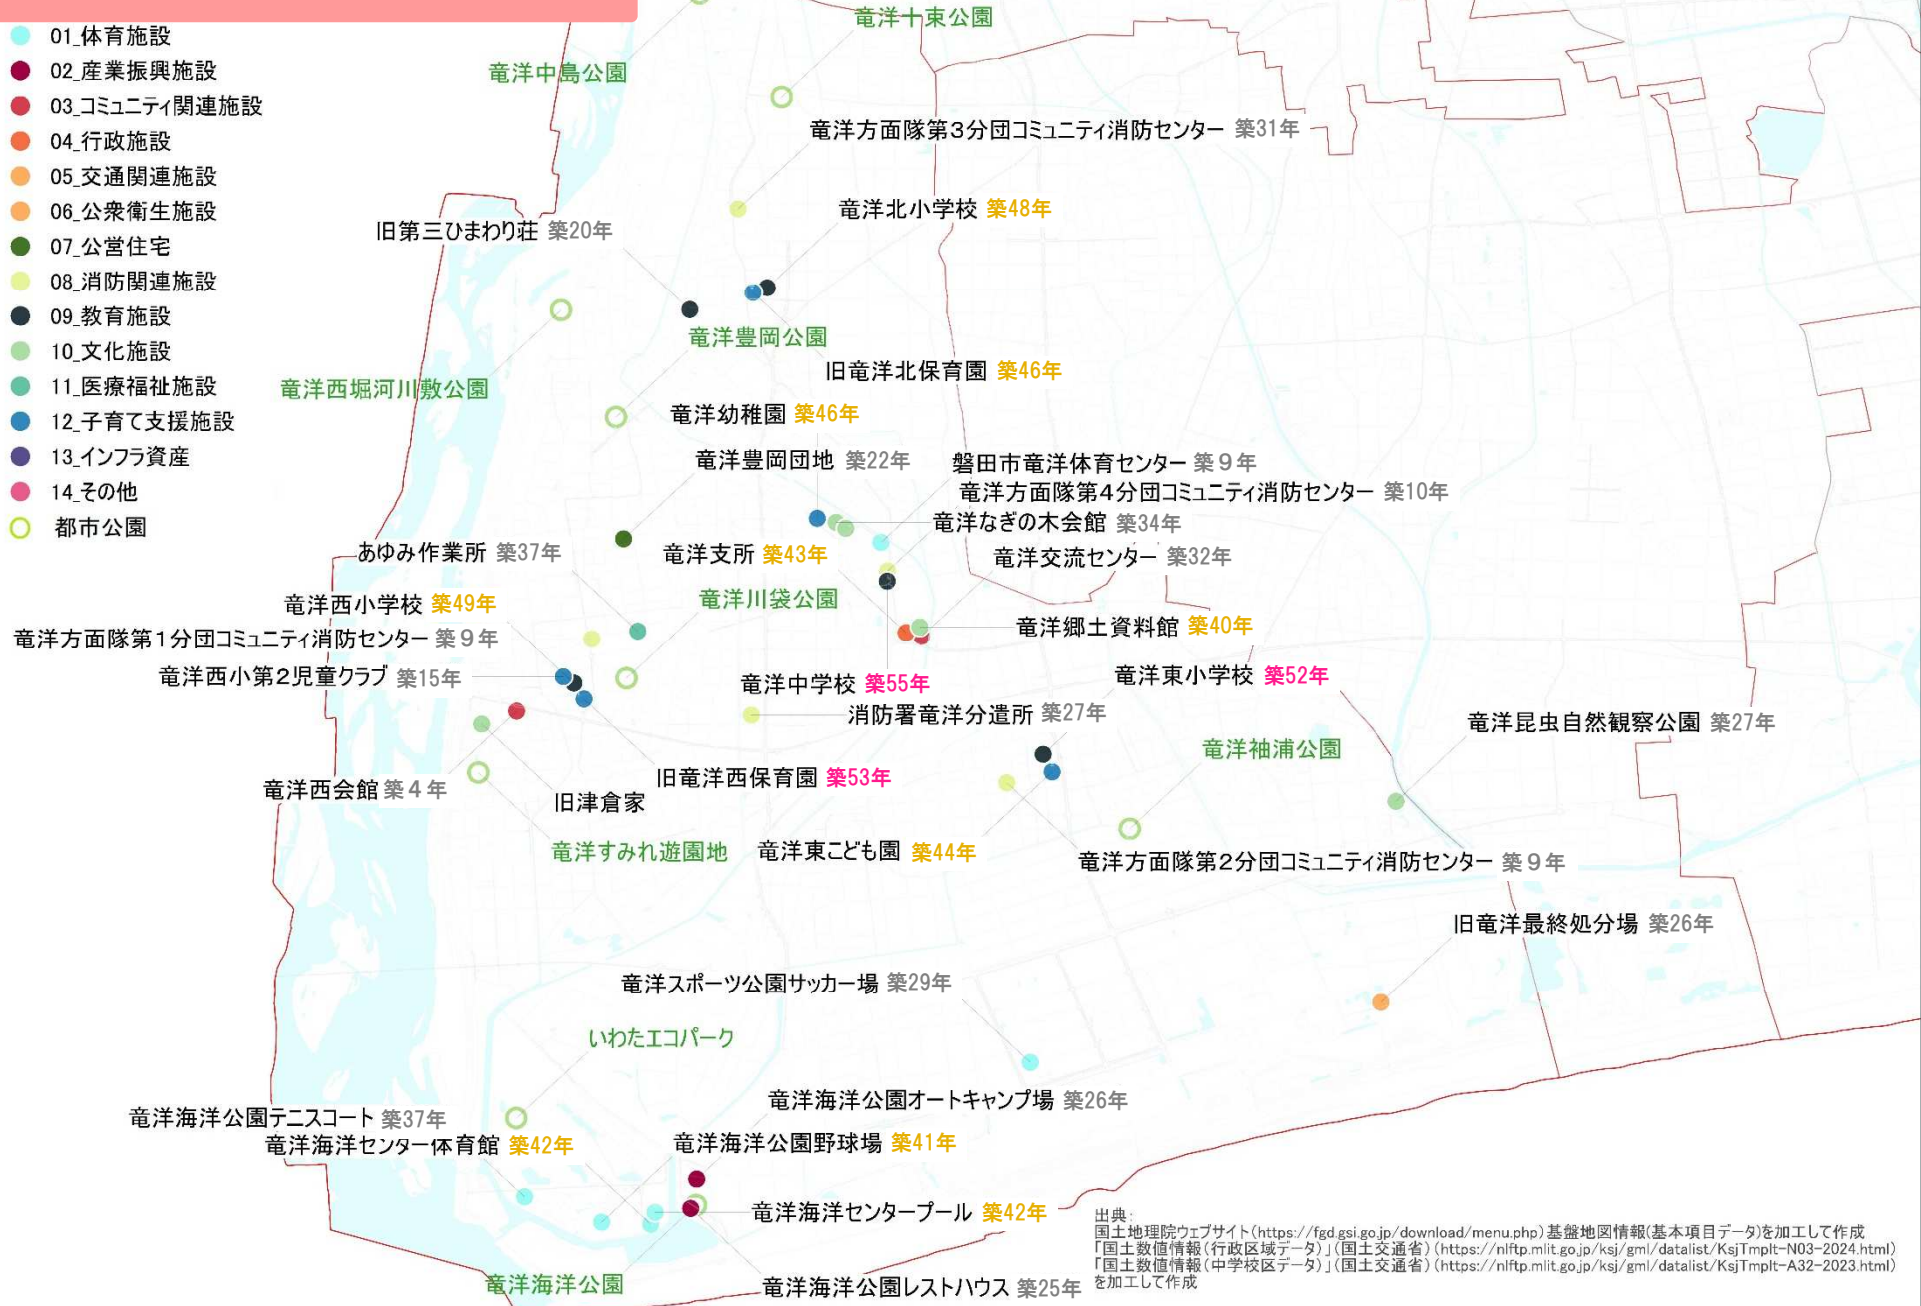 01_体育施設
02_産業振興施設
03_コミュニティ関連施設
04_行政施設
05_交通関連施設
06_公衆衛生施設
07_公営住宅
08_消防関連施設
09_教育施設
10_文化施設
11_医療福祉施設
12_子育て支援施設
13_インフラ資産
14_その他
都市公園
竜洋十束公園
竜洋中島公園
竜洋方面隊第3分団コミュニティ消防センター 築31年
竜洋北小学校 築48年
旧第三ひまわり荘 築20年
竜洋豊岡公園
旧竜洋北保育園 築46年
竜洋西堀河川敷公園
竜洋幼稚園 築46年
竜洋豊岡団地 築22年
磐田市竜洋体育センター 築9年
竜洋方面隊第4分団コミュニティ消防センター 築10年
竜洋なぎの木会館 築34年
あゆみ作業所 築37年
竜洋支所 築43年
竜洋交流センター 築32年
竜洋西小学校 築49年
竜洋川袋公園
竜洋方面隊第1分団コミュニティ消防センター 築9年
竜洋郷土資料館 築40年
竜洋西小第2児童クラブ 築15年
竜洋中学校 築55年
竜洋東小学校 築52年
消防署竜洋分遣所 築27年
竜洋昆虫自然観察公園 築27年
竜洋袖浦公園
竜洋西会館 築4年
旧竜洋西保育園 築53年
旧津倉家
竜洋すみれ遊園地
竜洋東こども園 築44年
竜洋方面隊第2分団コミュニティ消防センター 築9年
旧竜洋最終処分場 築26年
竜洋スポーツ公園サッカー場 築29年
いわたエコパーク
竜洋海洋公園オートキャンプ場 築26年
竜洋海洋公園テニスコート 築37年
竜洋海洋センター体育館 築42年
竜洋海洋公園野球場 築41年
竜洋海洋センタープール 築42年
竜洋海洋公園
竜洋海洋公園レストハウス 築25年
出典:
国土地理院ウェブサイト(https://fgd.gsi.go.jp/download/menu.php)基盤地図情報(基本項目データ)を加工して作成
「国土数値情報(行政区域データ)」(国土交通省)(https://nlftp.mlit.go.jp/ksj/gml/datalist/KsjTmplt-N03-2024.html)
「国土数値情報(中学校区データ)」(国土交通省)(https://nlftp.mlit.go.jp/ksj/gml/datalist/KsjTmplt-A32-2023.html)
を加工して作成